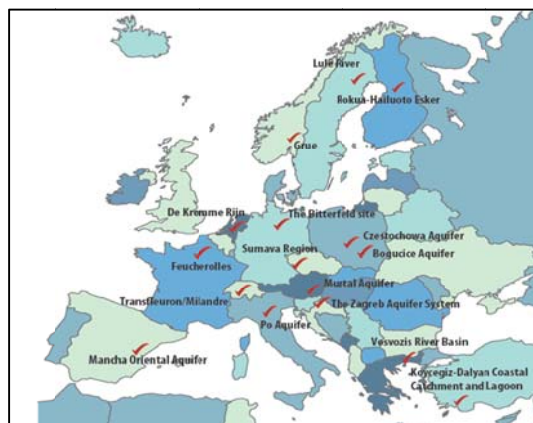 Lule River
Rokua-Hailuoto Esker
Grue
De Kromme Rijn
The Bitterfeld site
Czestochowa Aquifer
Sumava Region
Bogucice Aquifer
Feucherolles
Murtal Aquifer
Transfleuron/Milandre
The Zagreb Aquifer System
Po Aquifer
Vosvozis River Basin
Mancha Oriental Aquifer
Koycegiz-Dalyan Coastal
Catchment and Lagoon